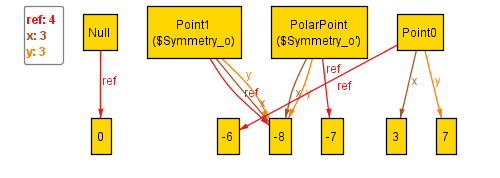 ref: 4
x: 3
y: 3
Null
Point1
($Symmetry_o)
PolarPoint
($Symmetry_o')
Point0
ref
y
ref
x
ref
x
y
ref
x
y
0
-6
-8
-7
3
7